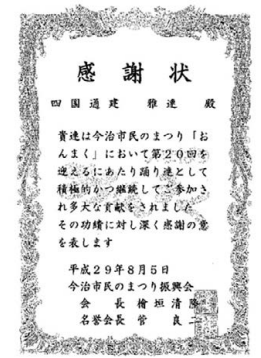 感謝状
四国通建 雅連 殿
貴連は今治市民のまつり「お
んまく」において第20回を
迎えるにあたり踊り連として
積極的かつ継続してご参加さ
れ多大な貢献をされました
その功績に対し深く感謝の意
を表します
平成29年8月5日
今治市民のまつり振興会
会長 檜垣清隆
名誉会長 菅良二